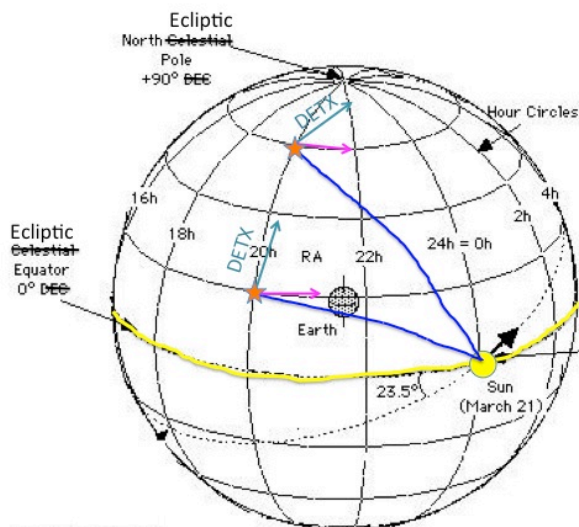 Ecliptic
North Celestial
Pole
+90° DEC
DETX
Hour Circles
16h
18h
20h
RA
22h
24h = 0h
2h
4h
DETX
Ecliptic
Celestial
Equator
0° DEC
Earth
23.5°
Sun
(March 21)